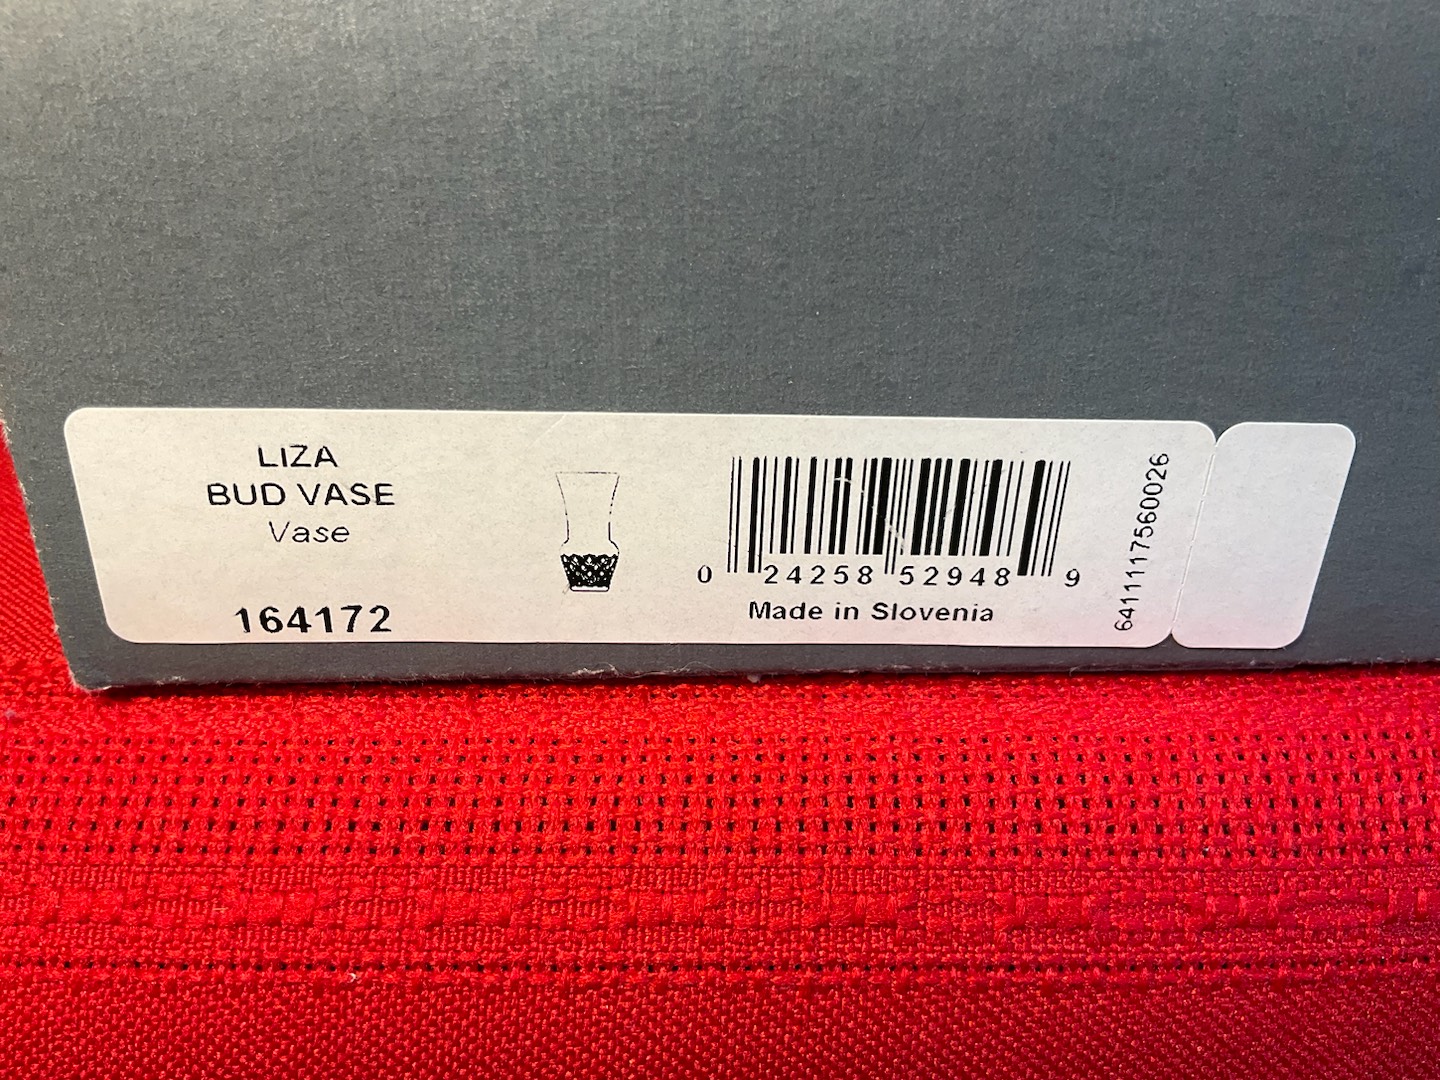 LIZA
BUD VASE
Vase
164172
0 24258 52948 9
Made in Slovenia
6411117560026